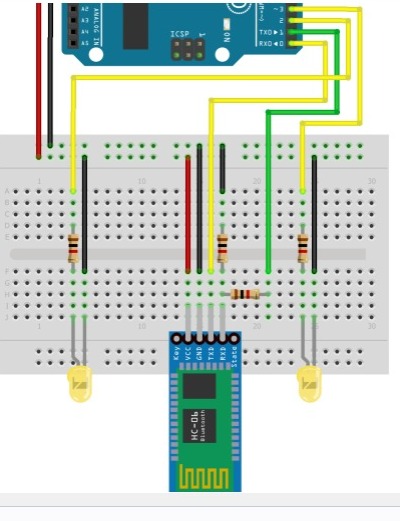 A2
A3
A4
A5
ANALOG IN
ICSP
1
ON
~3
2
TXD▶1
RXD◀0
1
10
30
A
B
C
D
E
F
G
H
I
J
1
10
20
30
Key
VCC
GND
TXD
RXD
State
HC-06
Bluetooth